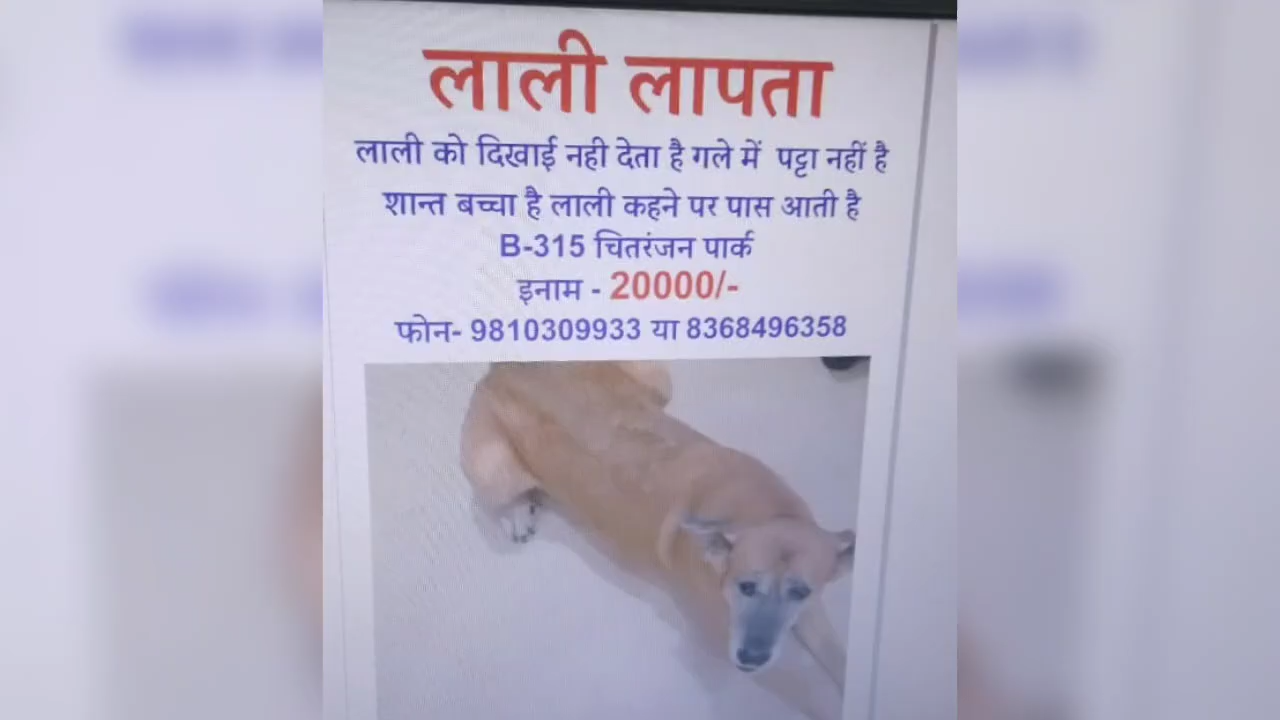 लाली लापता
लाली को दिखाई नही देता है गले में पट्टा नहीं है
शान्त बच्चा है लाली कहने पर पास आती है
B-315 चितरंजन पार्क
इनाम - 20000/-
फोन- 9810309933 या 8368496358